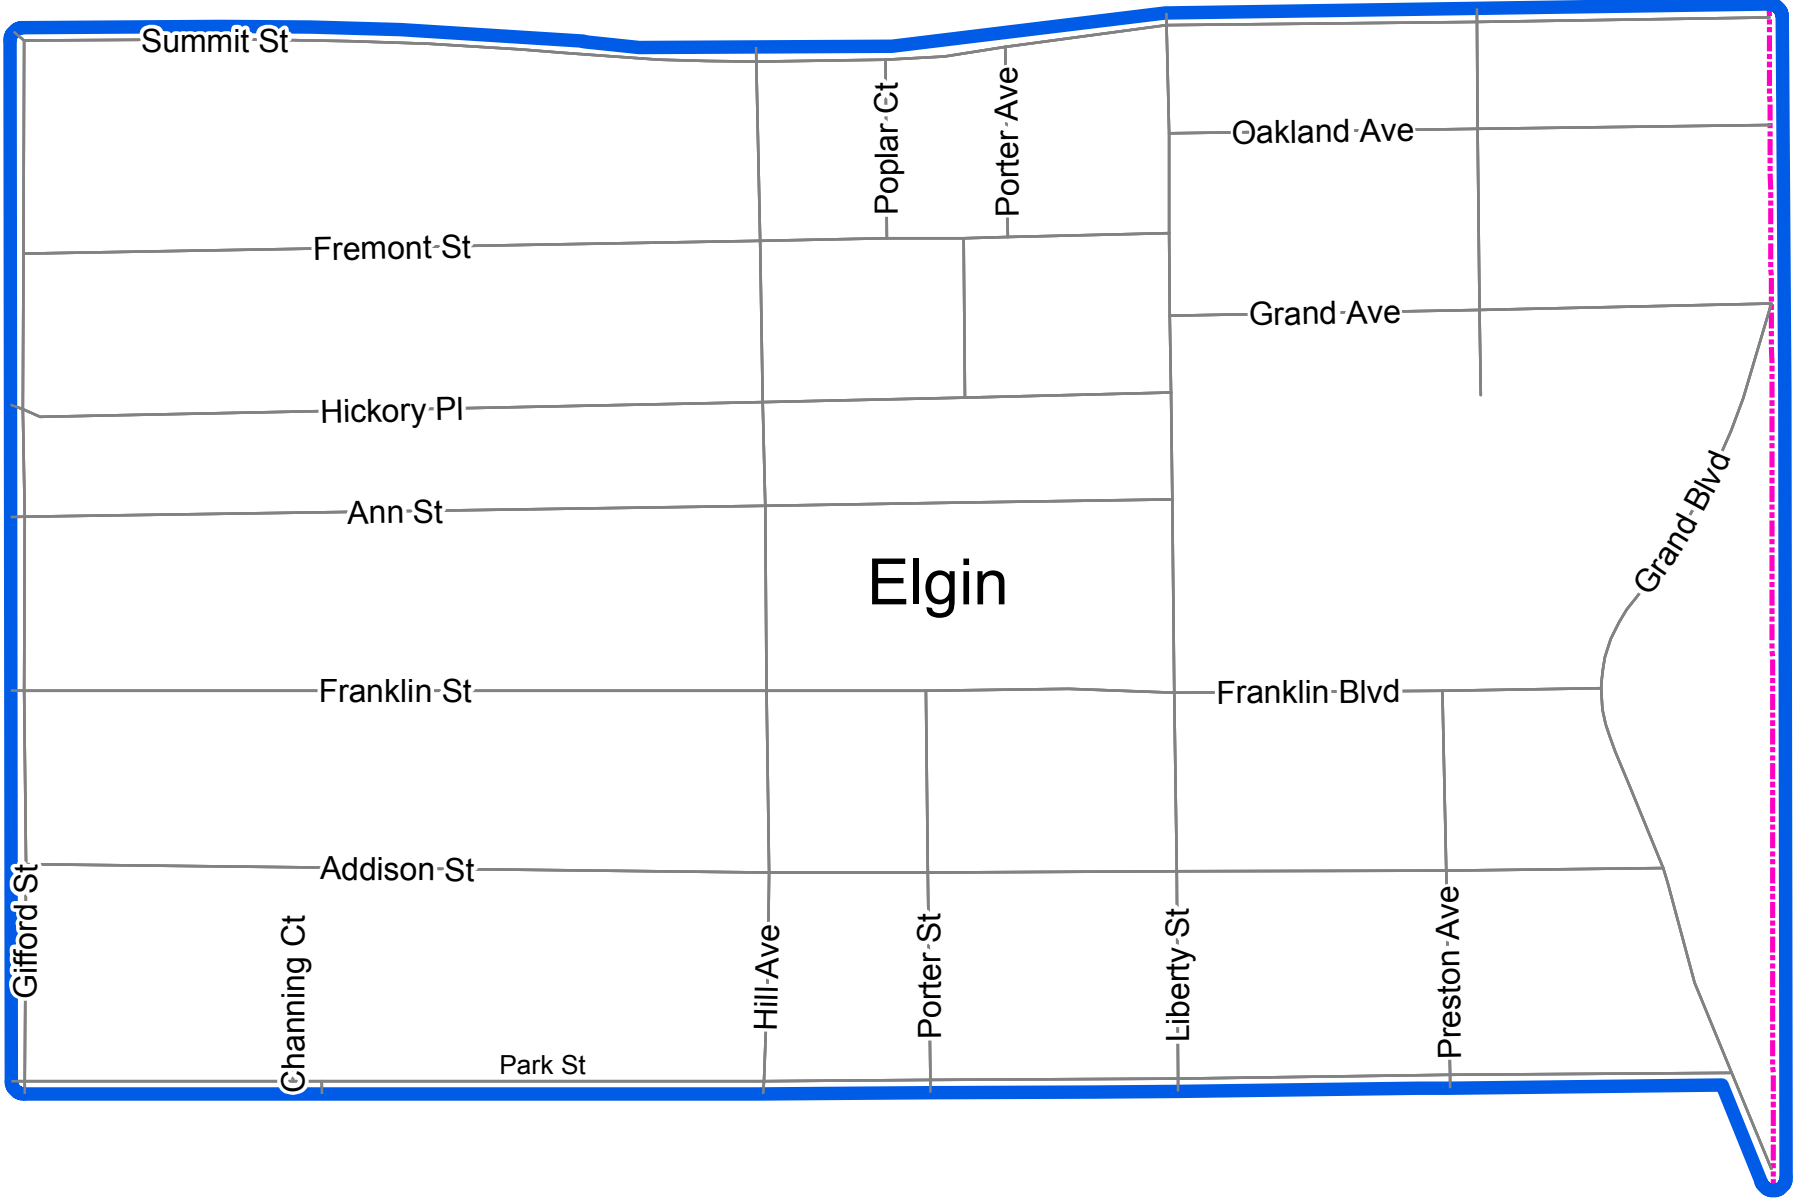 Summit St
Poplar Ct
Porter Ave
Oakland Ave
Fremont St
Grand Ave
Hickory Pl
Ann St
Grand Blvd
Elgin
Franklin St
Franklin Blvd
Addison St
Gifford St
Channing Ct
Hill Ave
Porter St
Liberty St
Preston Ave
Park St